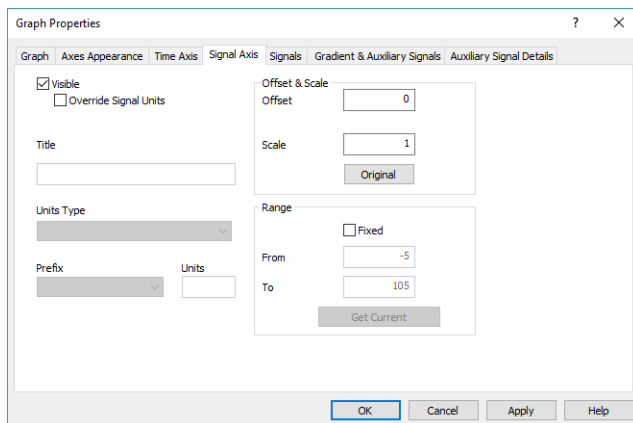 Graph Properties ?
Graph Axes Appearance Time Axis Signal Axis Signals Gradient & Auxiliary Signals Auxiliary Signal Details
Visible
Override Signal Units
Title
Units Type
Prefix Units
Offset & Scale
Offset 0
Scale 1
Original
Range
Fixed
From -5
To 105
Get Current
OK Cancel Apply Help